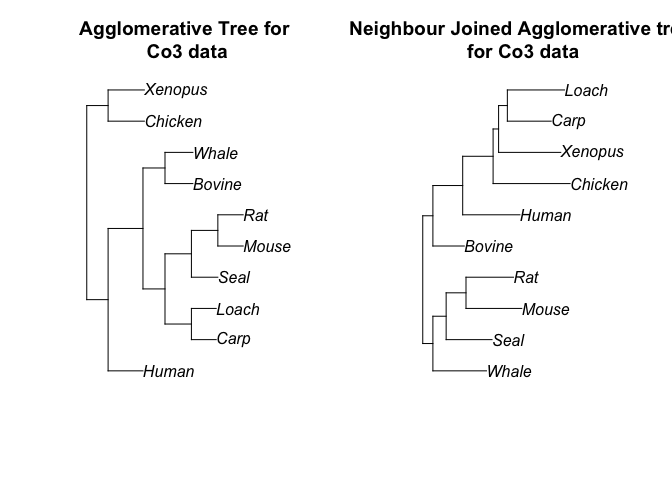 Agglomerative Tree for
Co3 data
Xenopus
Chicken
Whale
Bovine
Rat
Mouse
Seal
Loach
Carp
Human
Neighbour Joined Agglomerative tre
for Co3 data
Loach
Carp
Xenopus
Chicken
Human
Bovine
Rat
Mouse
Seal
Whale